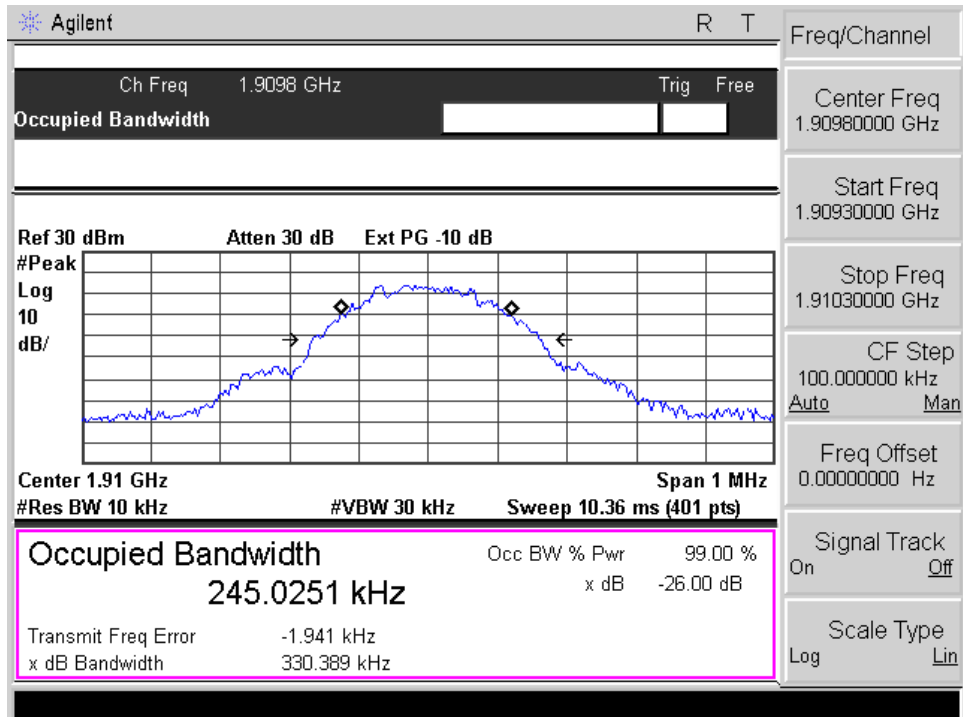 Agilent R T
Ch Freq 1.9098 GHz Trig Free
Occupied Bandwidth
Ref 30 dBm Atten 30 dB Ext PG -10 dB
#Peak
Log
10
dB/
Center 1.91 GHz Span 1 MHz
#Res BW 10 kHz #VBW 30 kHz Sweep 10.36 ms (401 pts)
Occupied Bandwidth Occ BW % Pwr 99.00 %
245.0251 kHz x dB -26.00 dB
Transmit Freq Error -1.941 kHz
x dB Bandwidth 330.389 kHz
Freq/Channel
Center Freq
1.90980000 GHz
Start Freq
1.90930000 GHz
Stop Freq
1.91030000 GHz
CF Step
100.000000 kHz
Auto Man
Freq Offset
0.00000000 Hz
Signal Track
On Off
Scale Type
Log Lin